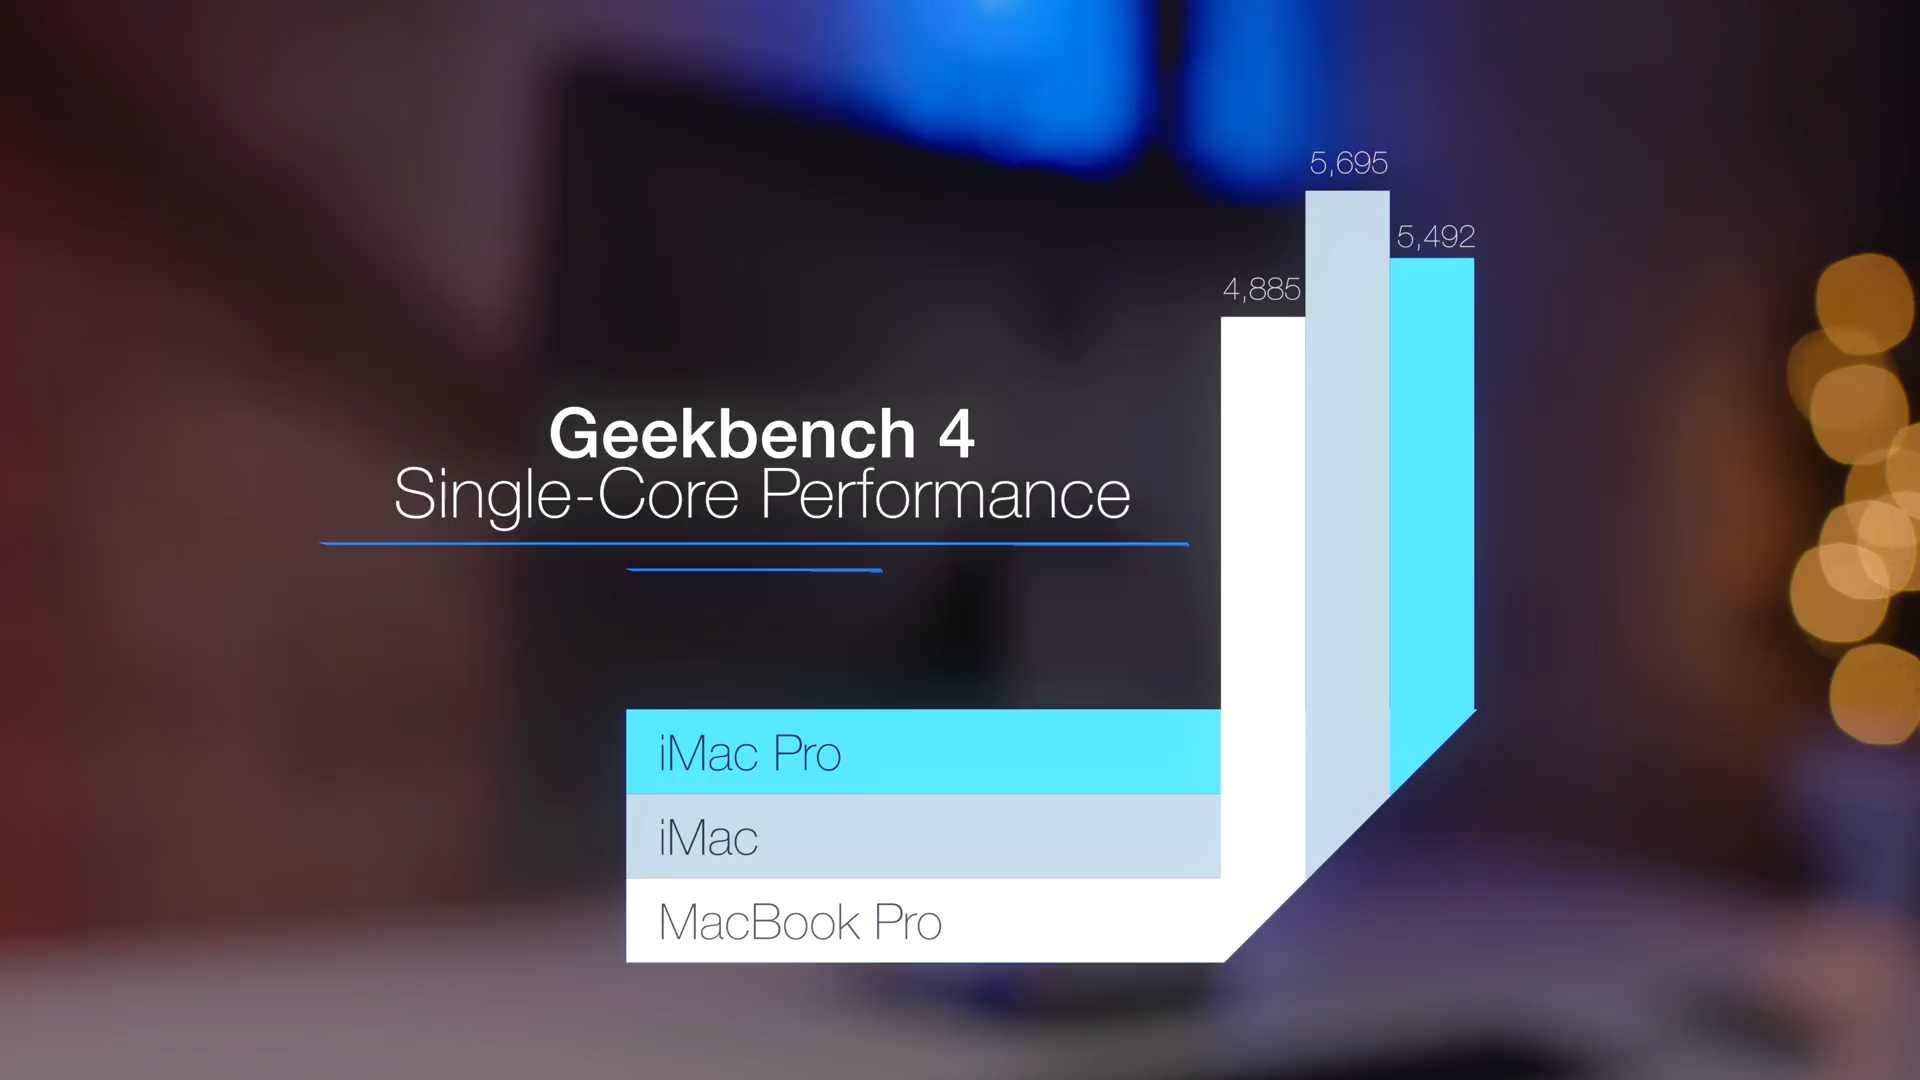 5,695
5,492
4,885
Geekbench 4
Single-Core Performance
iMac Pro
iMac
MacBook Pro